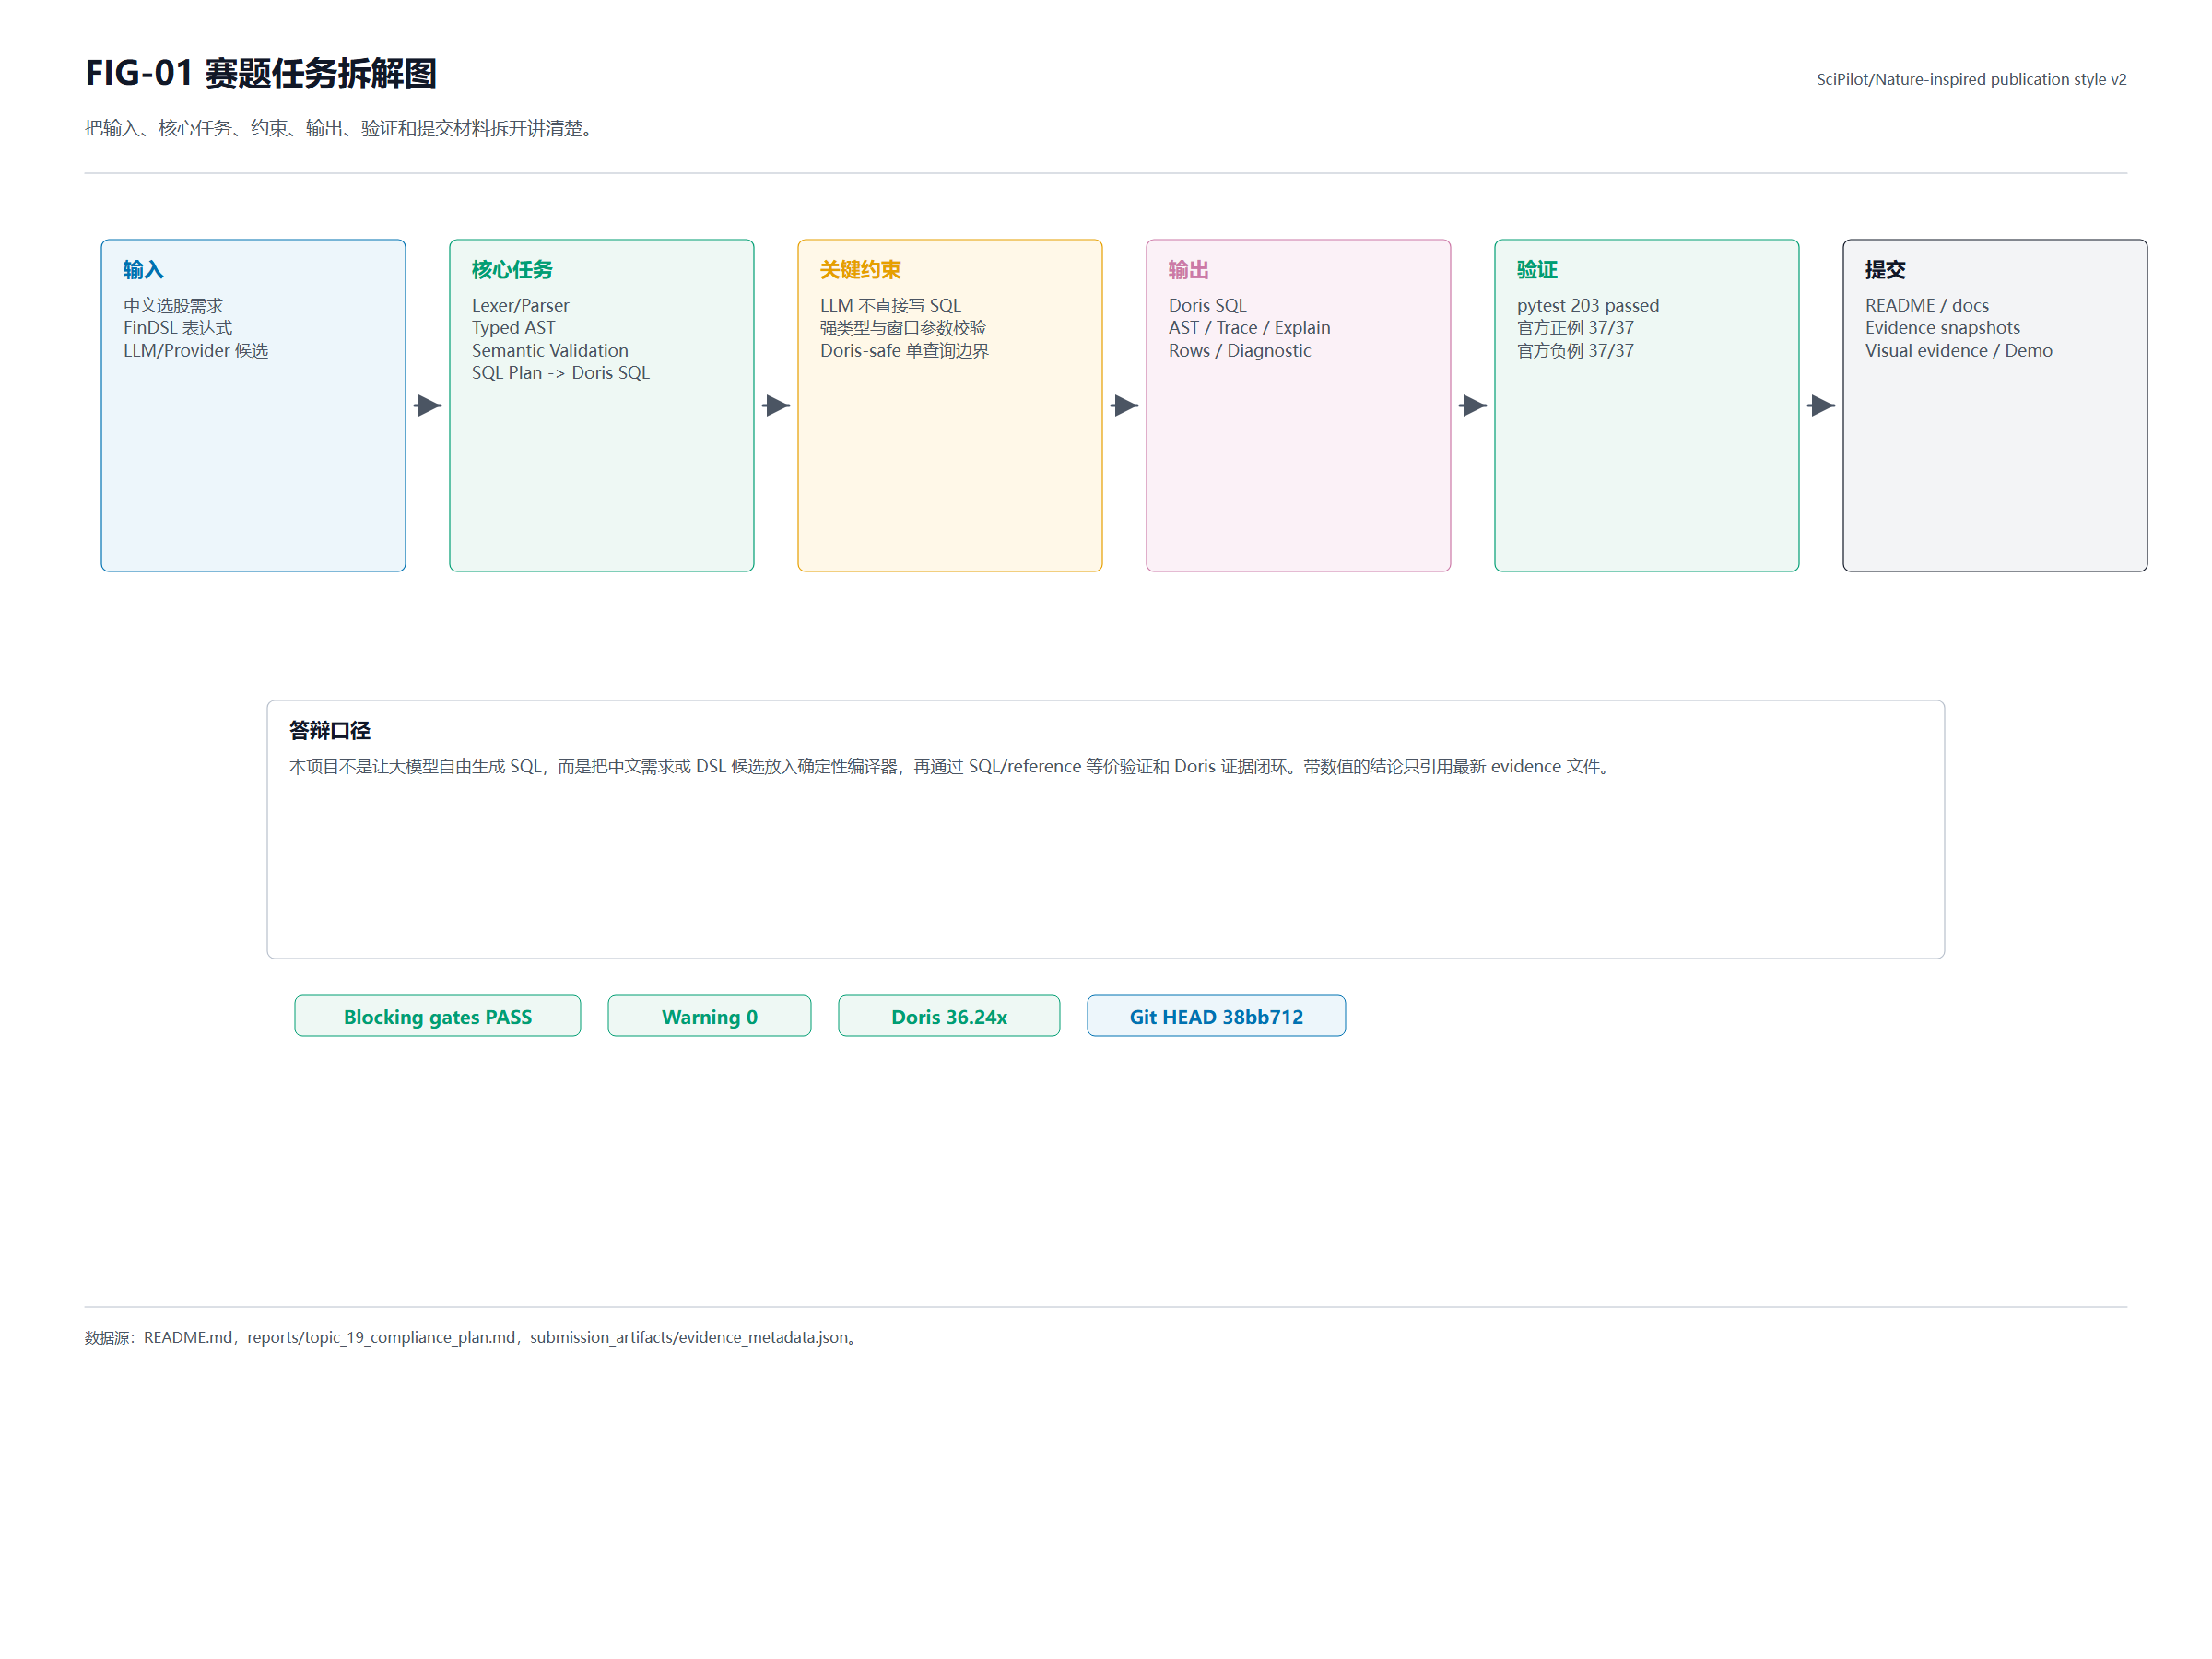 FIG-01 赛题任务拆解图
SciPilot/Nature-inspired publication style v2
把输入、核心任务、约束、输出、验证和提交材料拆开讲清楚。
输入
中文选股需求
FinDSL 表达式
LLM/Provider 候选
核心任务
Lexer/Parser
Typed AST
Semantic Validation
SQL Plan -> Doris SQL
关键约束
LLM 不直接写 SQL
强类型与窗口参数校验
Doris-safe 单查询边界
输出
Doris SQL
AST / Trace / Explain
Rows / Diagnostic
验证
pytest 203 passed
官方正例 37/37
官方负例 37/37
提交
README / docs
Evidence snapshots
Visual evidence / Demo
答辩口径
本项目不是让大模型自由生成 SQL，而是把中文需求或 DSL 候选放入确定性编译器，再通过 SQL/reference 等价验证和 Doris 证据闭环。带数值的结论只引用最新 evidence 文件。
Blocking gates PASS
Warning 0
Doris 36.24x
Git HEAD 38bb712
数据源：README.md，reports/topic_19_compliance_plan.md，submission_artifacts/evidence_metadata.json。